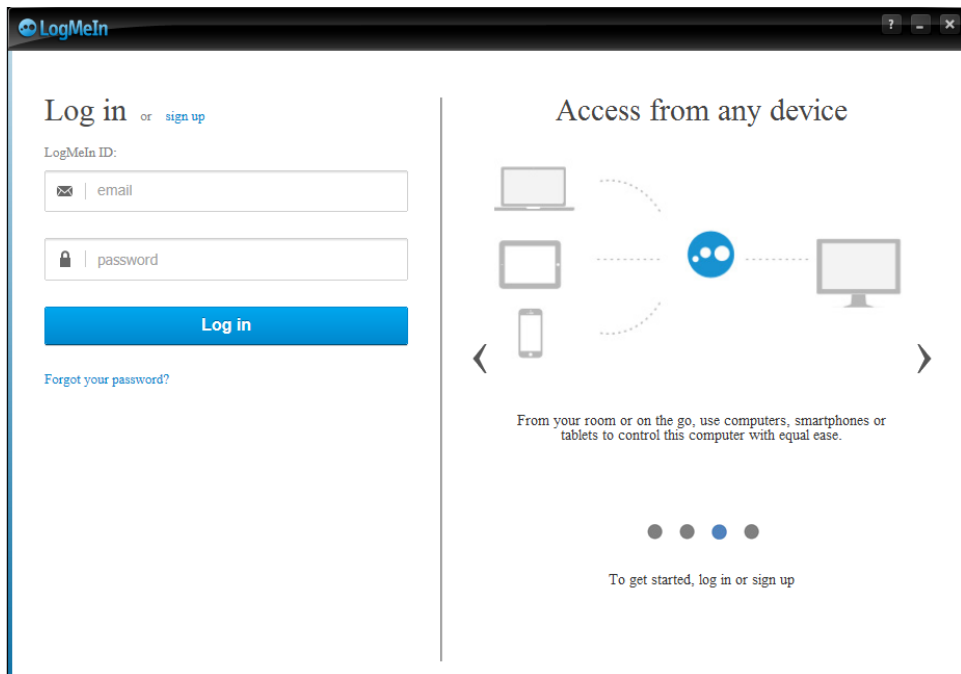 LogMeIn
?
Log in or sign up
LogMeIn ID:
email
password
Log in
Forgot your password?
Access from any device
From your room or on the go, use computers, smartphones or
tablets to control this computer with equal ease.
To get started, log in or sign up